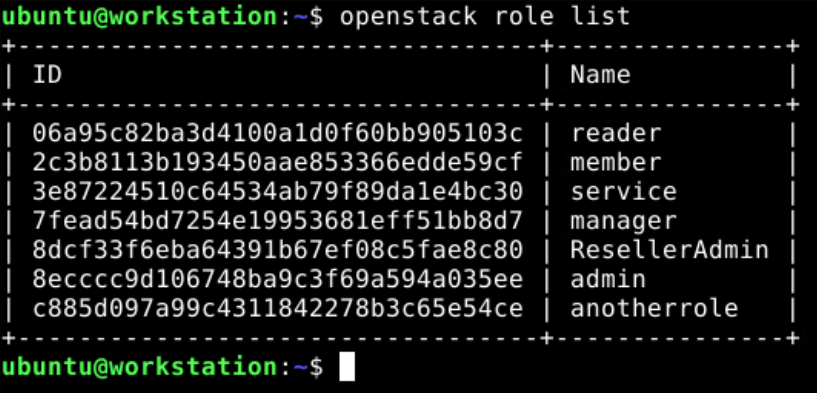 ubuntu@workstation:~$ openstack role list
+----------------------------------+---------------+
| ID                               | Name          |
+----------------------------------+---------------+
| 06a95c82ba3d4100a1d0f60bb905103c | reader        |
| 2c3b8113b193450aae853366edde59cf | member        |
| 3e87224510c64534ab79f89da1e4bc30 | service       |
| 7fead54bd7254e19953681eff51bb8d7 | manager       |
| 8dcf33f6eba64391b67ef08c5fae8c80 | ResellerAdmin |
| 8ecccc9d106748ba9c3f69a594a035ee | admin         |
| c885d097a99c4311842278b3c65e54ce | anotherrole   |
+----------------------------------+---------------+
ubuntu@workstation:~$